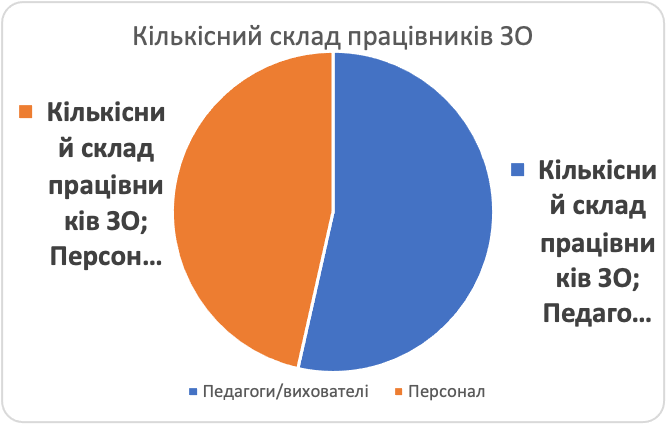 Кількісний склад працівників ЗО
Кількісни
й склад
працівни
ків ЗО;
Персон...
Кількісни
й склад
працівни
ків ЗО;
Педаго...
Педагоги/вихователі
Персонал